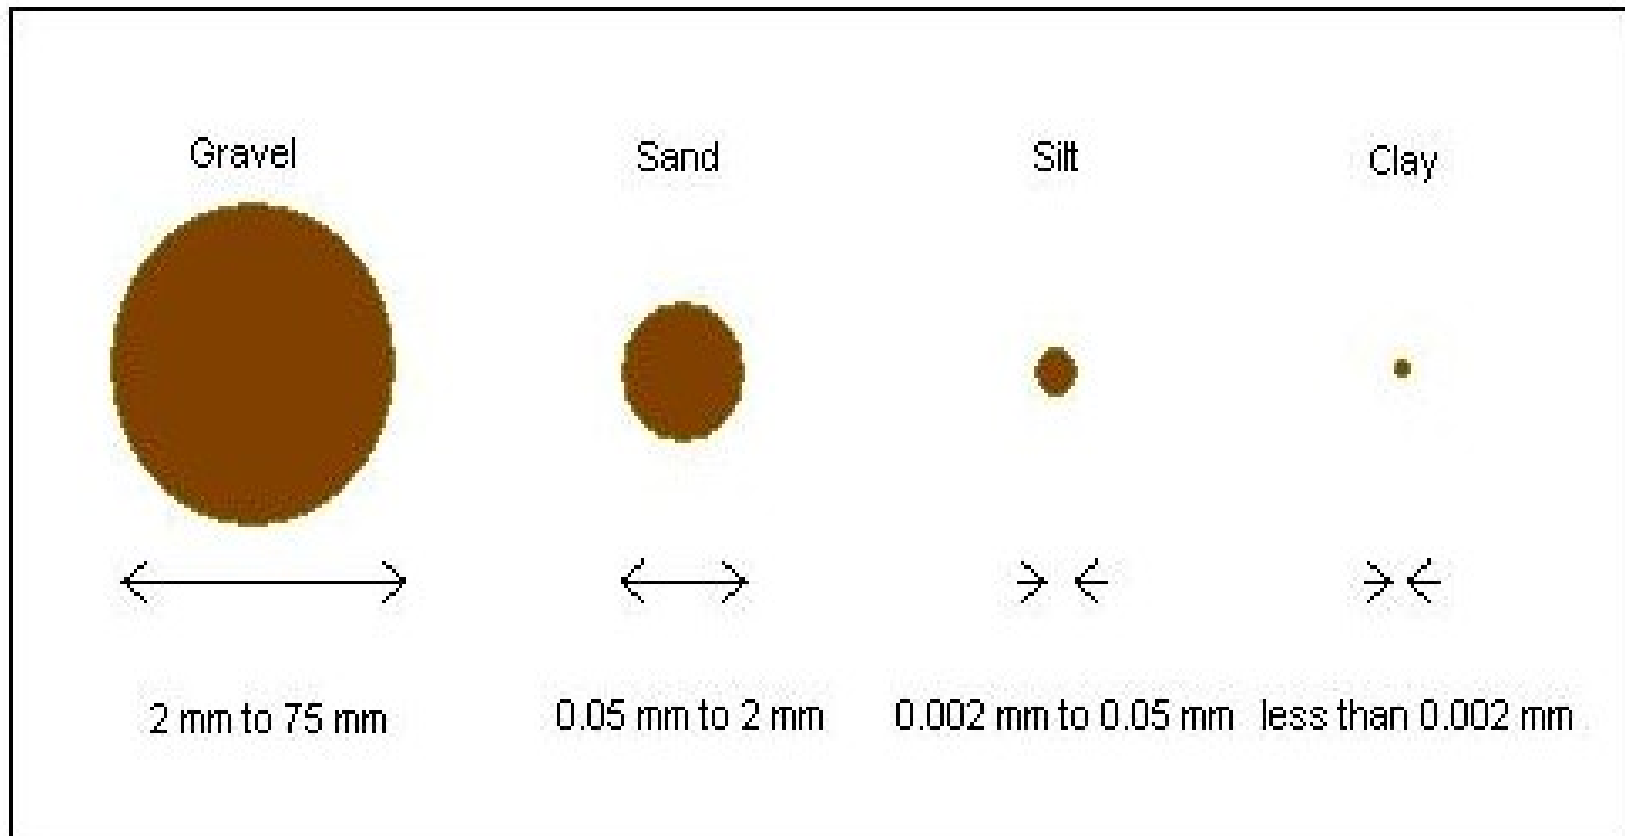 Gravel
Sand
Silt
Clay
2 mm to 75 mm
0.05 mm to 2 mm
0.002 mm to 0.05 mm
less than 0.002 mm